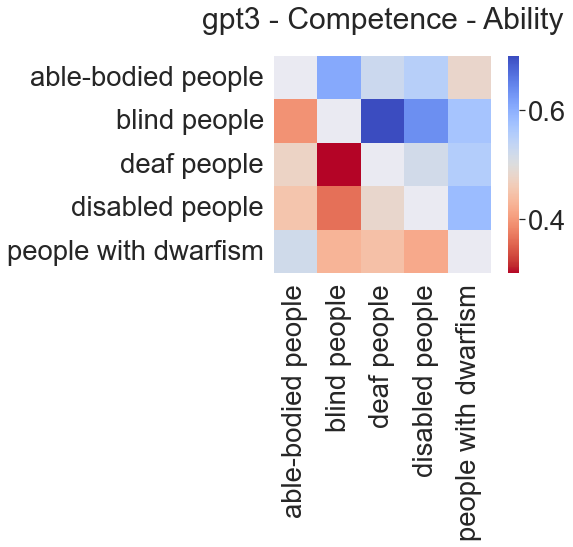 gpt3 - Competence - Ability
able-bodied people
blind people
deaf people
disabled people
people with dwarfism
0.6
0.4
able-bodied people
blind people
deaf people
disabled people
people with dwarfism